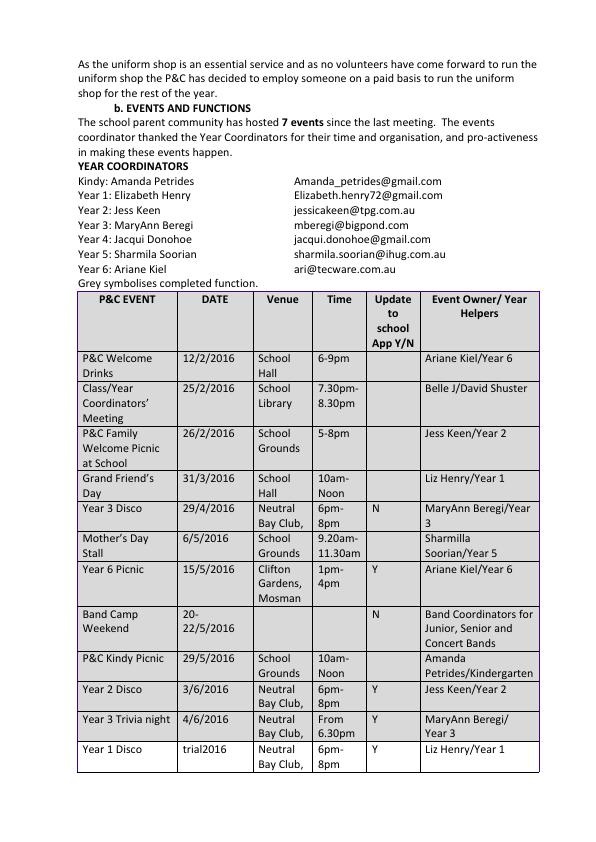 As the uniform shop is an essential service and as no volunteers have come forward to run the
uniform shop the P&C has decided to employ someone on a paid basis to run the uniform
shop for the rest of the year.
b. EVENTS AND FUNCTIONS
The school parent community has hosted 7 events since the last meeting. The events
coordinator thanked the Year Coordinators for their time and organisation, and pro-activeness
in making these events happen.
YEAR COORDINATORS
Kindy: Amanda Petrides Amanda_petrides@gmail.com
Year 1: Elizabeth Henry Elizabeth.henry72@gmail.com
Year 2: Jess Keen jessicakeen@tpg.com.au
Year 3: MaryAnn Beregi mberegi@bigpond.com
Year 4: Jacqui Donohoe jacqui.donohoe@gmail.com
Year 5: Sharmila Soorian sharmila.soorian@ihug.com.au
Year 6: Ariane Kiel ari@tecware.com.au
Grey symbolises completed function.
P&C EVENT DATE Venue Time Update Event Owner/ Year
to Helpers
school
App Y/N
P&C Welcome 12/2/2016 School 6-9pm Ariane Kiel/Year 6
Drinks Hall
Class/Year 25/2/2016 School 7.30pm- Belle J/David Shuster
Coordinators' Library 8.30pm
Meeting
P&C Family 26/2/2016 School 5-8pm Jess Keen/Year 2
Welcome Picnic Grounds
at School
Grand Friend's 31/3/2016 School 10am- Liz Henry/Year 1
Day Hall Noon
Year 3 Disco 29/4/2016 Neutral 6pm- N MaryAnn Beregi/Year
Bay Club, 8pm 3
Mother's Day 6/5/2016 School 9.20am- Sharmilla
Stall Grounds 11.30am Soorian/Year 5
Year 6 Picnic 15/5/2016 Clifton 1pm- Y Ariane Kiel/Year 6
Gardens, 4pm
Mosman
Band Camp 20- N Band Coordinators for
Weekend 22/5/2016 Junior, Senior and
Concert Bands
P&C Kindy Picnic 29/5/2016 School 10am- Amanda
Grounds Noon Petrides/Kindergarten
Year 2 Disco 3/6/2016 Neutral 6pm- Y Jess Keen/Year 2
Bay Club, 8pm
Year 3 Trivia night 4/6/2016 Neutral From Y MaryAnn Beregi/
Bay Club, 6.30pm Year 3
Year 1 Disco trial2016 Neutral 6pm- Y Liz Henry/Year 1
Bay Club, 8pm